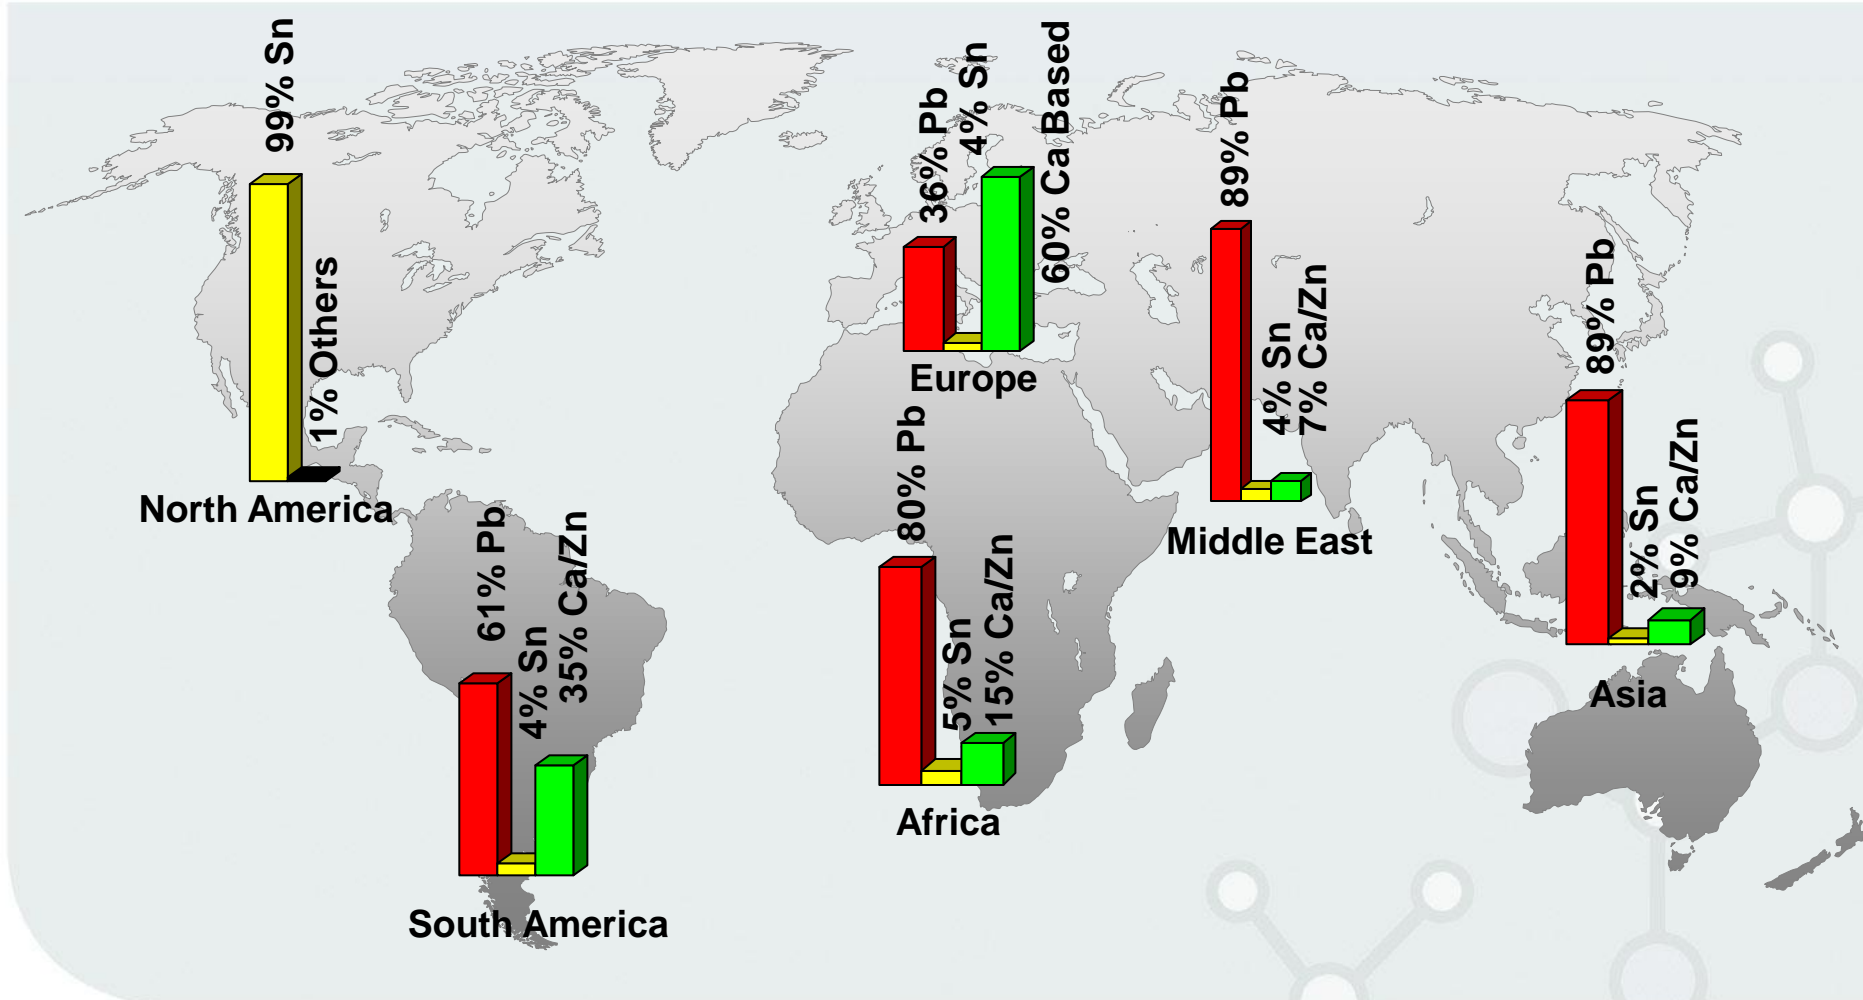 99% Sn
1% Others
North America
61% Pb
4% Sn
35% Ca/Zn
South America
36% Pb
4% Sn
60% Ca Based
Europe
80% Pb
5% Sn
15% Ca/Zn
Africa
89% Pb
4% Sn
7% Ca/Zn
Middle East
89% Pb
2% Sn
9% Ca/Zn
Asia